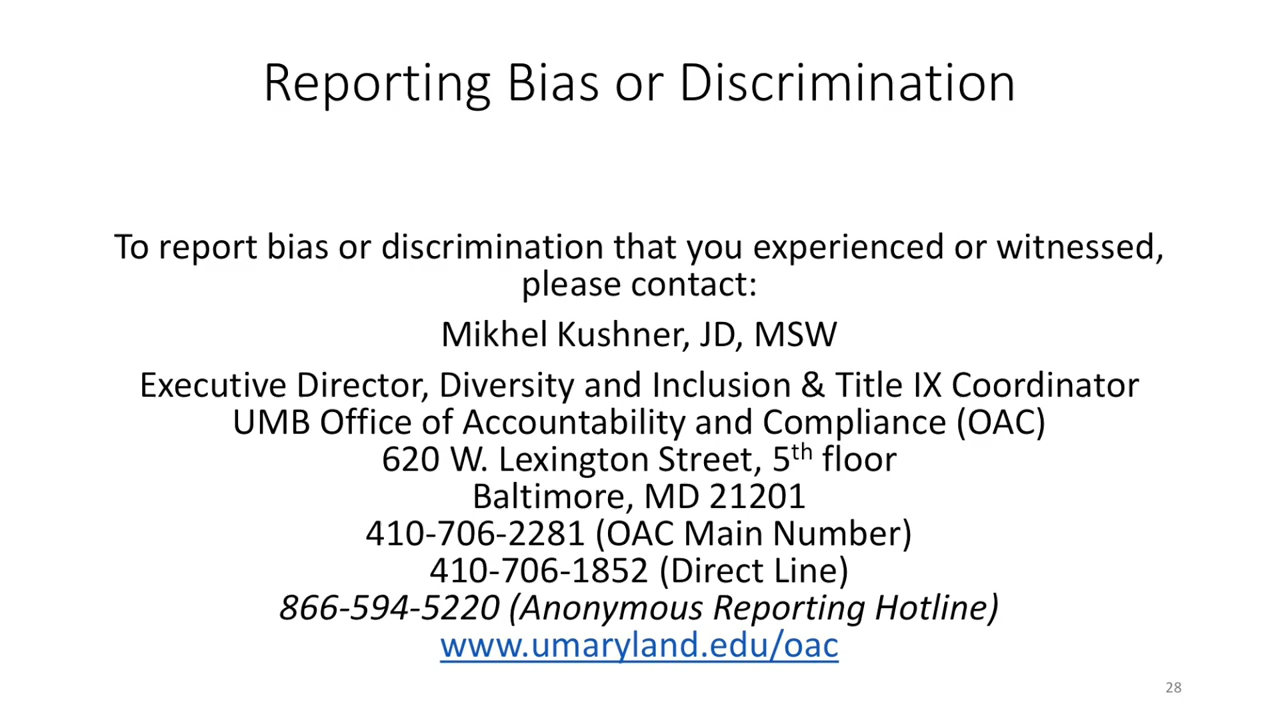 Reporting Bias or Discrimination
To report bias or discrimination that you experienced or witnessed,
please contact:
Mikhel Kushner, JD, MSW
Executive Director, Diversity and Inclusion & Title IX Coordinator
UMB Office of Accountability and Compliance (OAC)
620 W. Lexington Street, 5th floor
Baltimore, MD 21201
410-706-2281 (OAC Main Number)
410-706-1852 (Direct Line)
866-594-5220 (Anonymous Reporting Hotline)
www.umaryland.edu/oac
28